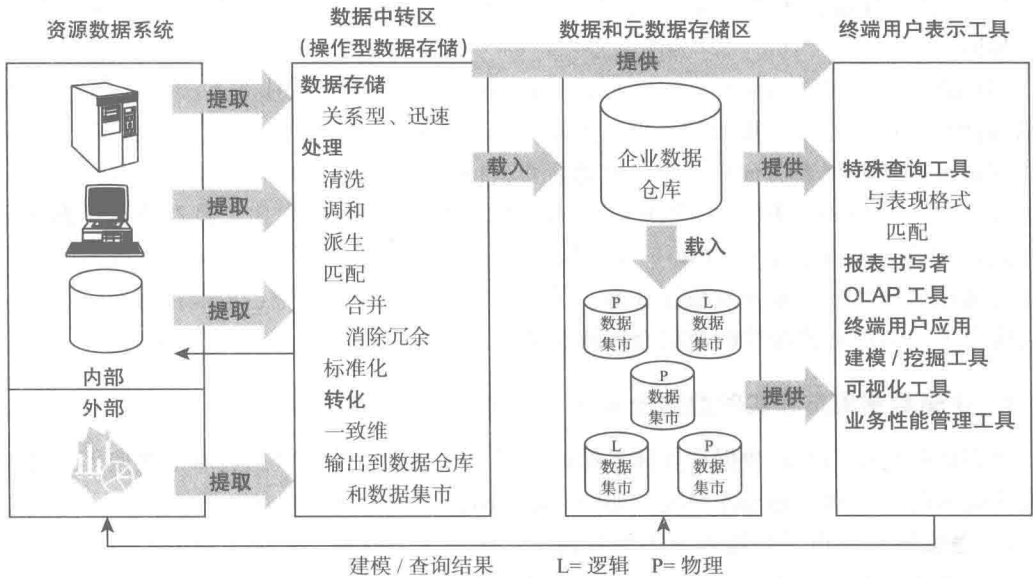 资源数据系统
提取
提取
提取
内部
外部
提取
数据中转区
(操作型数据存储)
数据存储
关系型、迅速
处理
清洗
调和
派生
匹配
合并
消除冗余
标准化
转化
一致维
输出到数据仓库
和数据集市
载入
数据和元数据存储区
提供
企业数据
仓库
载入
P
数据
集市
L
数据
集市
P
数据
集市
L
数据
集市
P
数据
集市
提供
提供
终端用户表示工具
特殊查询工具
与表现格式
匹配
报表书写者
OLAP 工具
终端用户应用
建模 / 挖掘工具
可视化工具
业务性能管理工具
建模 / 查询结果 L= 逻辑 P= 物理